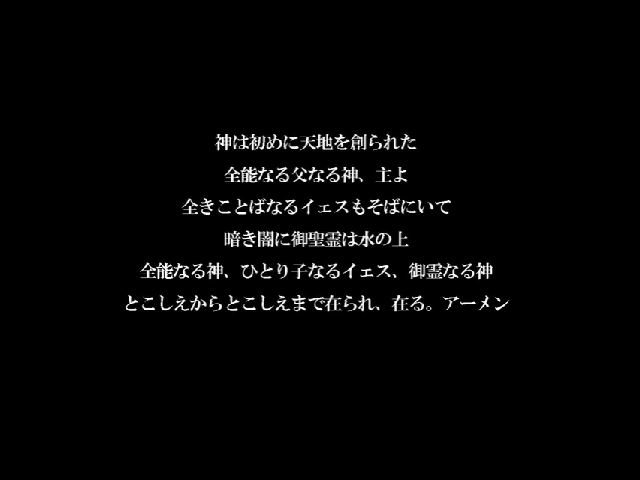 神は初めに天地を創られた
全能なる父なる神、主よ
全きことばなるイエスもそばにいて
暗き闇に御聖霊は水の上
全能なる神、ひとり子なるイエス、御霊なる神
とこしえからとこしえまで在られ、在る。アーメン